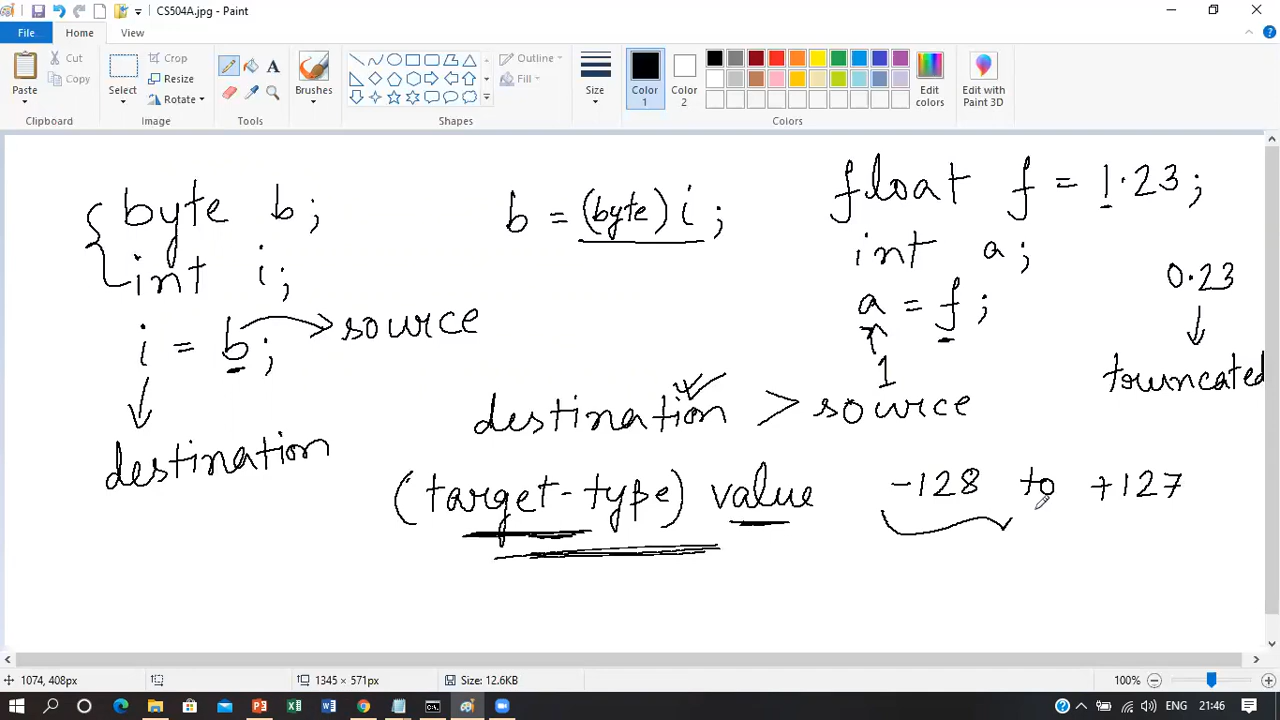 CS504A.jpg - Paint
File Home View
Paste Cut Copy Clipboard
Select Crop Resize Rotate Image
Tools
Brushes
Shapes Outline Fill
Size
Color 1 Color 2 Colors
Edit colors Edit with Paint 3D
byte b;
int i;
i = b; source
destination
b = (byte) i;
destination > source
(target-type) value
float f = 1.23;
int a;
a = f;
1
0.23
truncated
-128 to +127
1074, 408px 1345 × 571px Size: 12.6KB 100%
ENG 21:46